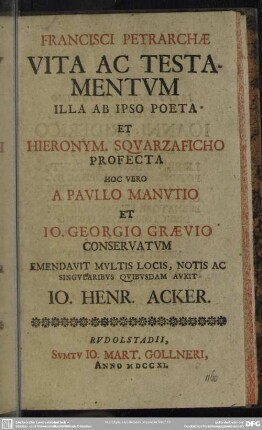 FRANCISCI PETRARCHÆ
VITA AC TESTA-
MENTVM
ILLA AB IPSO POETA
ET
HIERONYM. SQVARZAFICHO
PROFECTA
HOC VERO
A PAVLLO MANVTIO
ET
IO. GEORGIO GRÆVIO
CONSERVATVM
EMENDAVIT MVLTIS LOCIS, NOTIS AC
SINGVLARIBVS QVIBVSDAM AVXIT
IO. HENR. ACKER.
RVDOLSTADII,
SVMTV IO. MART. GOLLNERI,
ANNO MDCCXI.
DFG